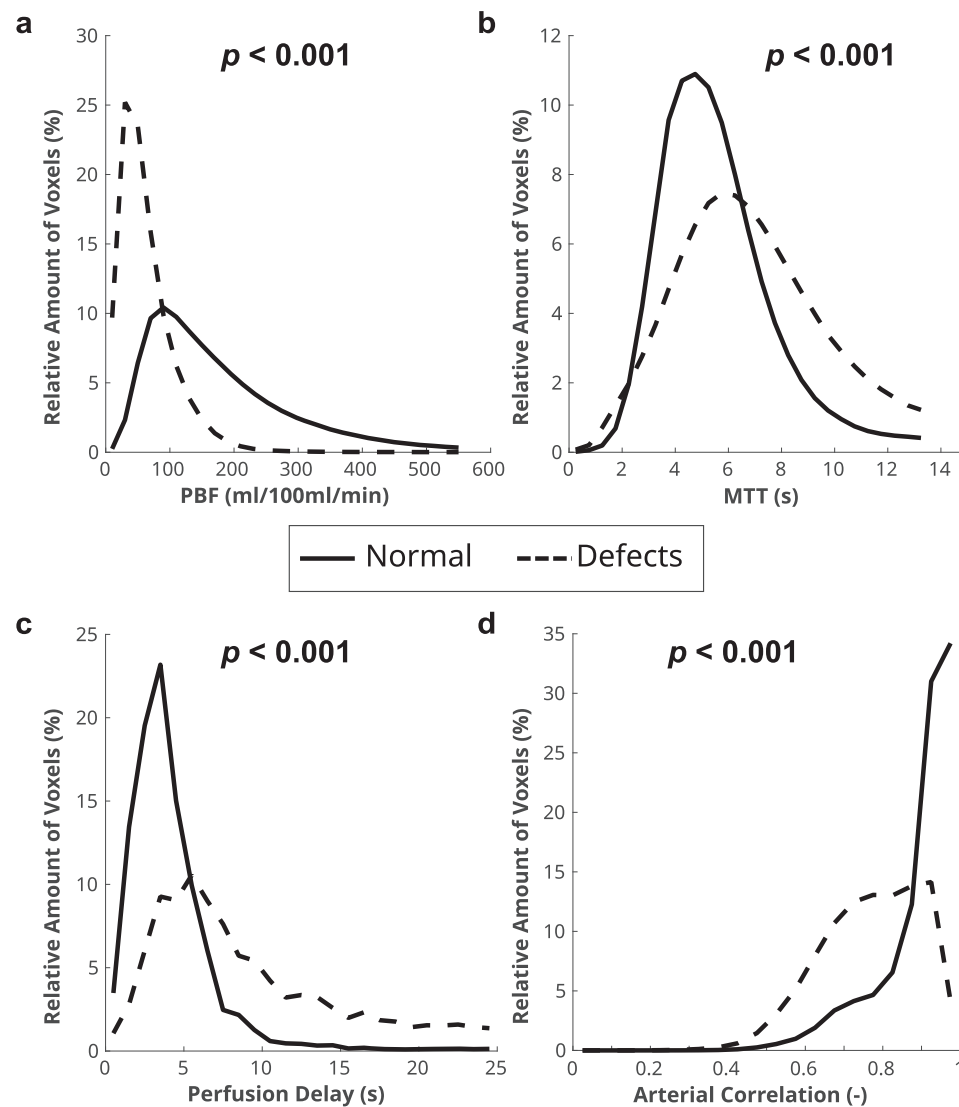 a
p < 0.001
Relative Amount of Voxels (%)
30
25
20
15
10
5
0
0 100 200 300 400 500 600
PBF (ml/100ml/min)
b
p < 0.001
Relative Amount of Voxels (%)
12
10
8
6
4
2
0
0 2 4 6 8 10 12 14
MTT (s)
Normal Defects
c
p < 0.001
Relative Amount of Voxels (%)
25
20
15
10
5
0
0 5 10 15 20 25
Perfusion Delay (s)
d
p < 0.001
Relative Amount of Voxels (%)
35
30
25
20
15
10
5
0
0 0.2 0.4 0.6 0.8
Arterial Correlation (-)